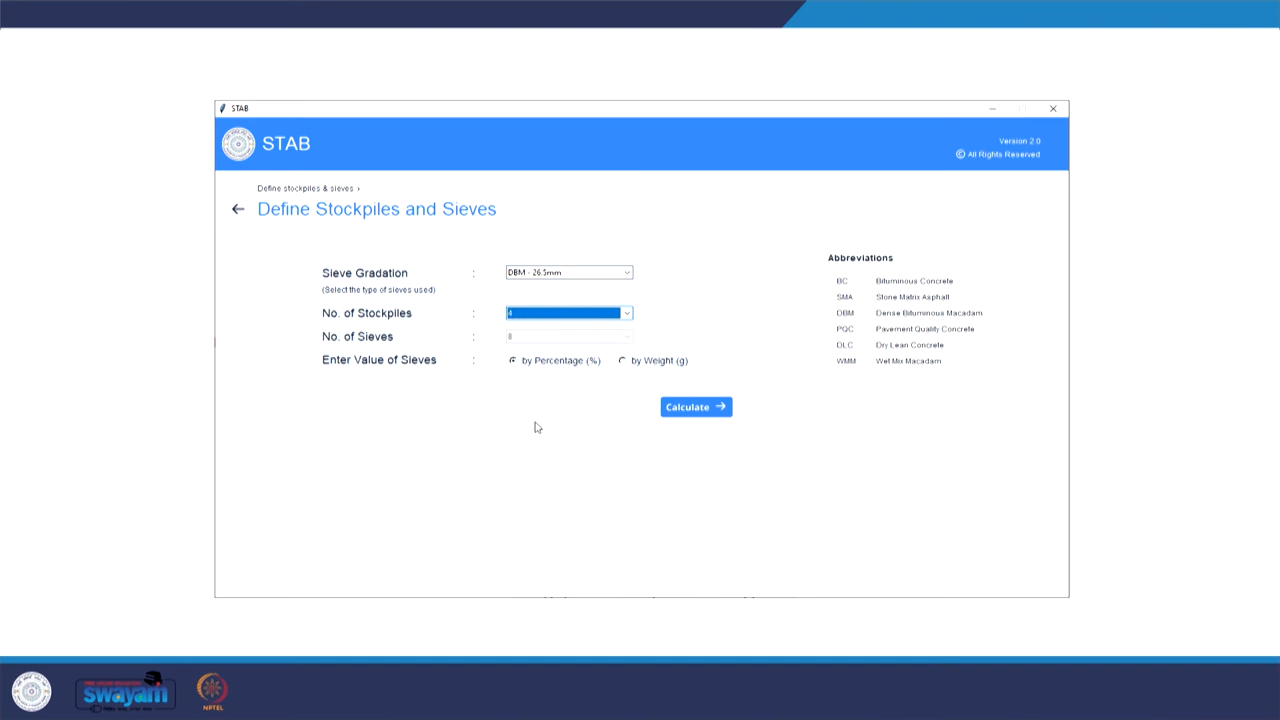 STAB
STAB
Version 2.0
© All Rights Reserved
Define stockpiles & sieves ›
← Define Stockpiles and Sieves
Sieve Gradation : DBM - 26.5mm
(Select the type of sieves used)
No. of Stockpiles : 4
No. of Sieves : 8
Enter Value of Sieves : by Percentage (%) by Weight (g)
Calculate →
Abbreviations
BC Bituminous Concrete
SMA Stone Matrix Asphalt
DBM Dense Bituminous Macadam
PQC Pavement Quality Concrete
DLC Dry Lean Concrete
WMM Wet Mix Macadam
swayam
NPTEL